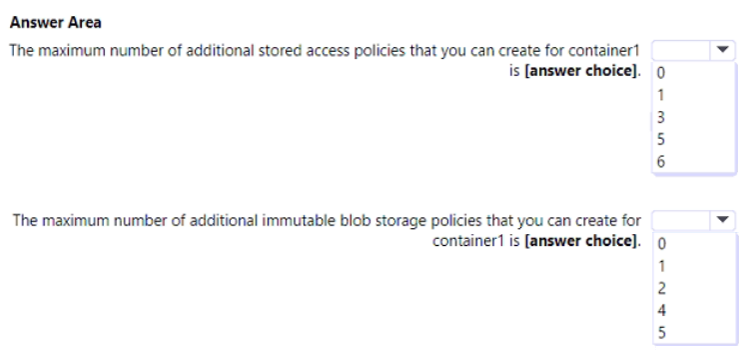 Answer Area
The maximum number of additional stored access policies that you can create for container1
is [answer choice].
0
1
3
5
6
The maximum number of additional immutable blob storage policies that you can create for
container1 is [answer choice].
0
1
2
4
5